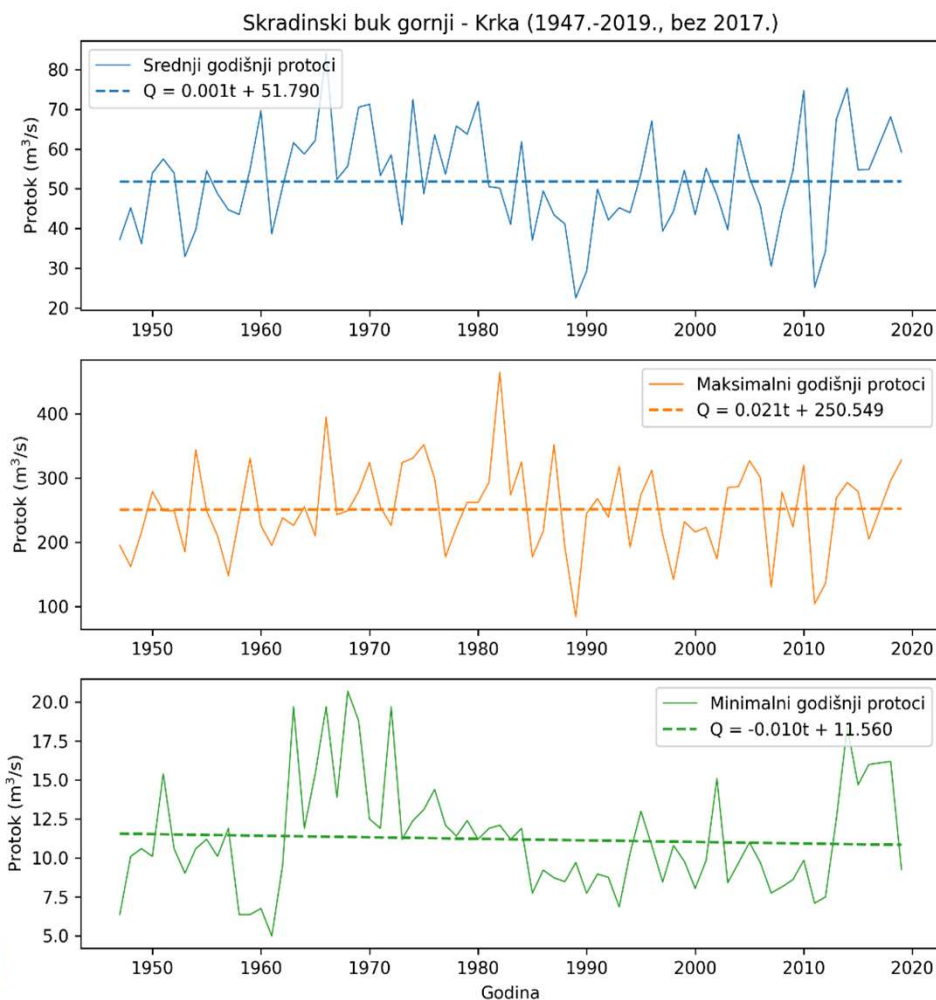 Skradinski buk gornji - Krka (1947.-2019., bez 2017.)
Srednji godišnji protoci
Q = 0.001t + 51.790
Protok (m³/s)
80
70
60
50
40
30
20
1950 1960 1970 1980 1990 2000 2010 2020
Maksimalni godišnji protoci
Q = 0.021t + 250.549
Protok (m³/s)
400
300
200
100
1950 1960 1970 1980 1990 2000 2010 2020
Minimalni godišnji protoci
Q = -0.010t + 11.560
Protok (m³/s)
20.0
17.5
15.0
12.5
10.0
7.5
5.0
1950 1960 1970 1980 1990 2000 2010 2020
Godina